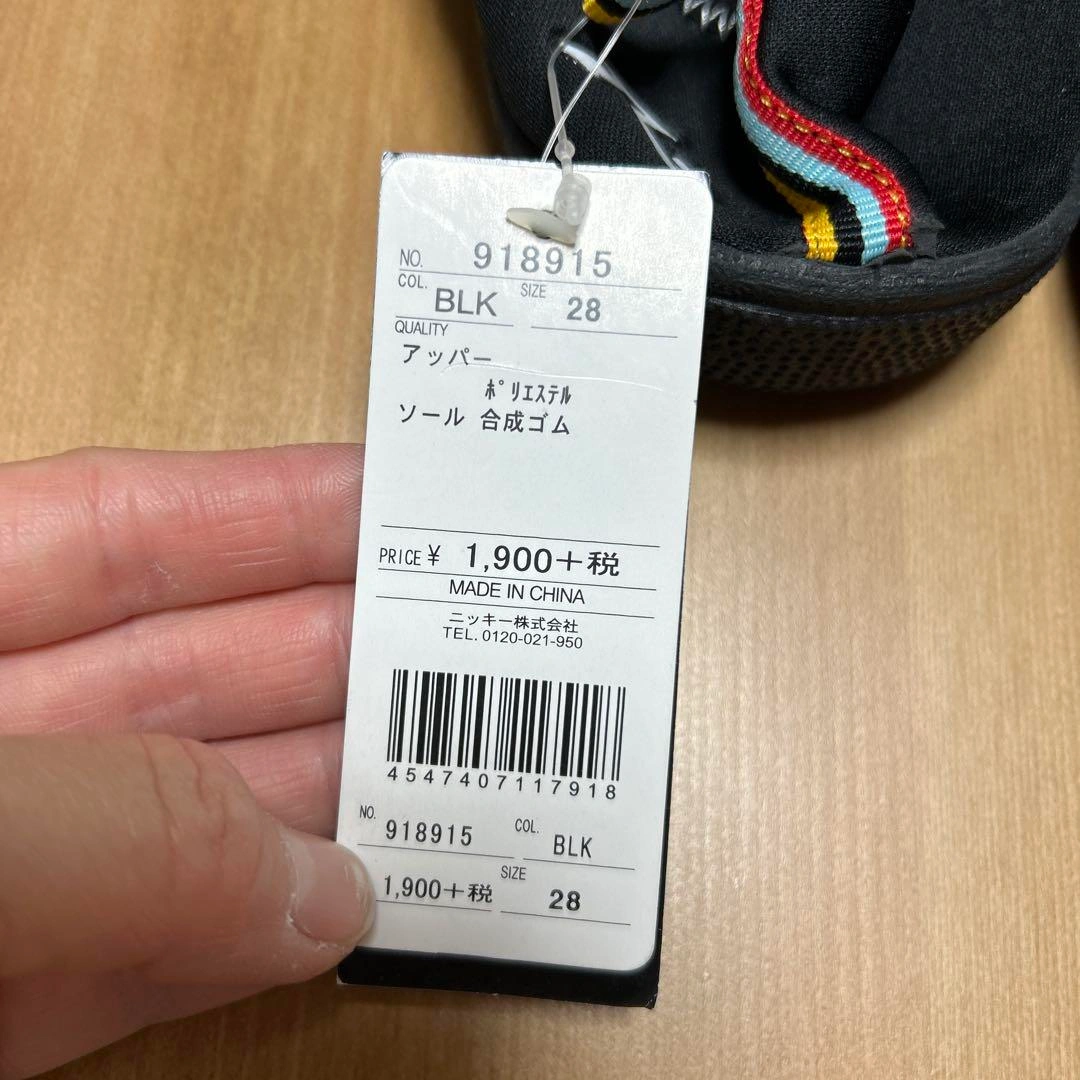 NO. 918915
COL. BLK SIZE 28
QUALITY
アッパー
ﾎﾟﾘｴｽﾃﾙ
ソール 合成ゴム
PRICE ¥ 1,900+税
MADE IN CHINA
ニッキー株式会社
TEL. 0120-021-950
4547407117918
NO. 918915 COL. BLK
1,900+税 SIZE 28